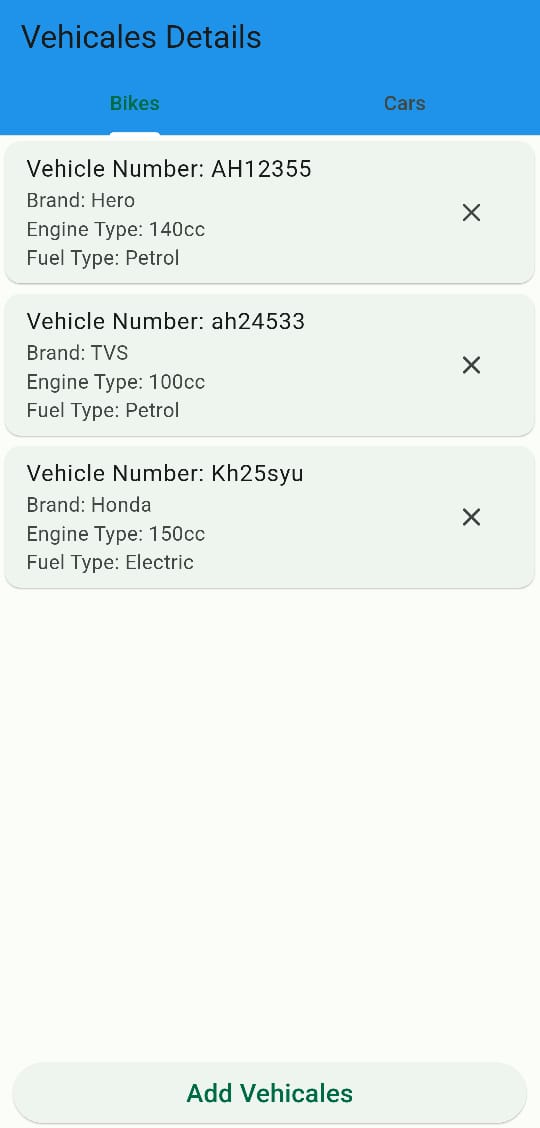 Vehicales Details
Bikes
Cars
Vehicle Number: AH12355
Brand: Hero
Engine Type: 140cc
Fuel Type: Petrol
Vehicle Number: ah24533
Brand: TVS
Engine Type: 100cc
Fuel Type: Petrol
Vehicle Number: Kh25syu
Brand: Honda
Engine Type: 150cc
Fuel Type: Electric
Add Vehicales